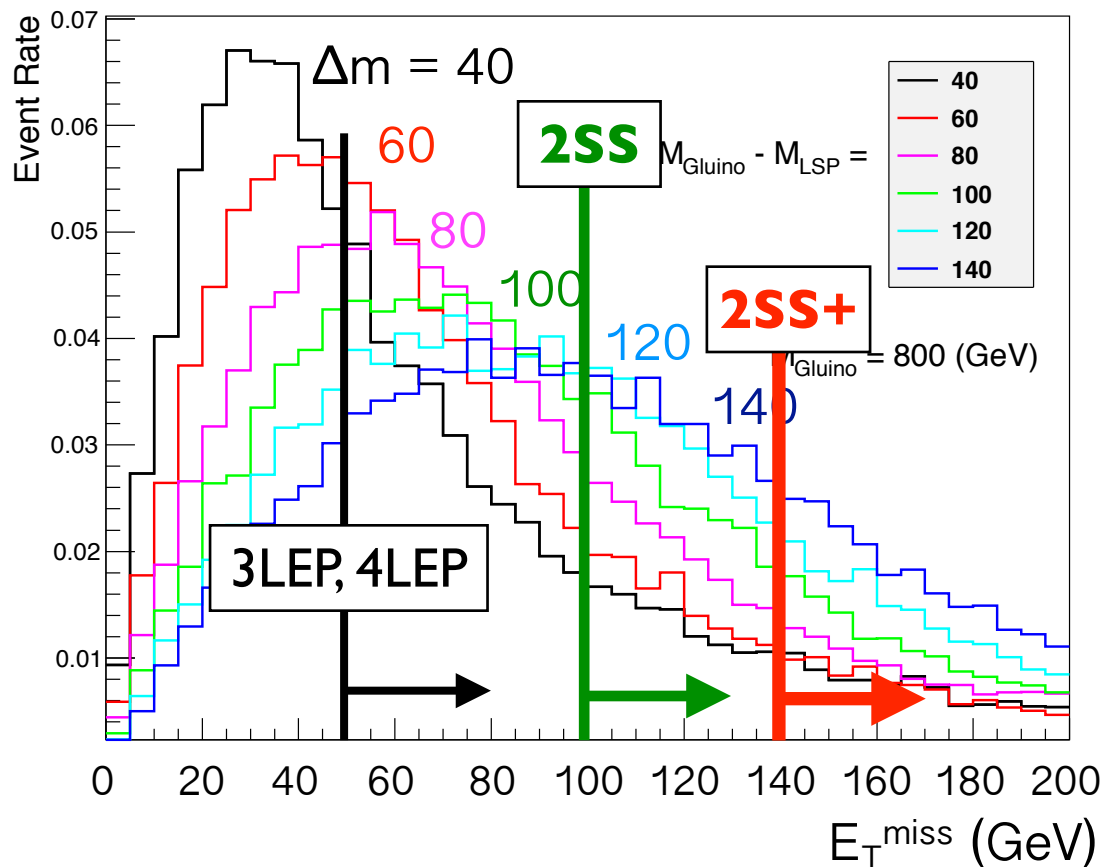 Event Rate
0.07
0.06
0.05
0.04
0.03
0.02
0.01
Δm = 40
60
80
100
120
140
2SS
2SS+
3LEP, 4LEP
M_Gluino - M_LSP =
40
60
80
100
120
140
M_Gluino = 800 (GeV)
0 20 40 60 80 100 120 140 160 180 200
E_T^miss (GeV)